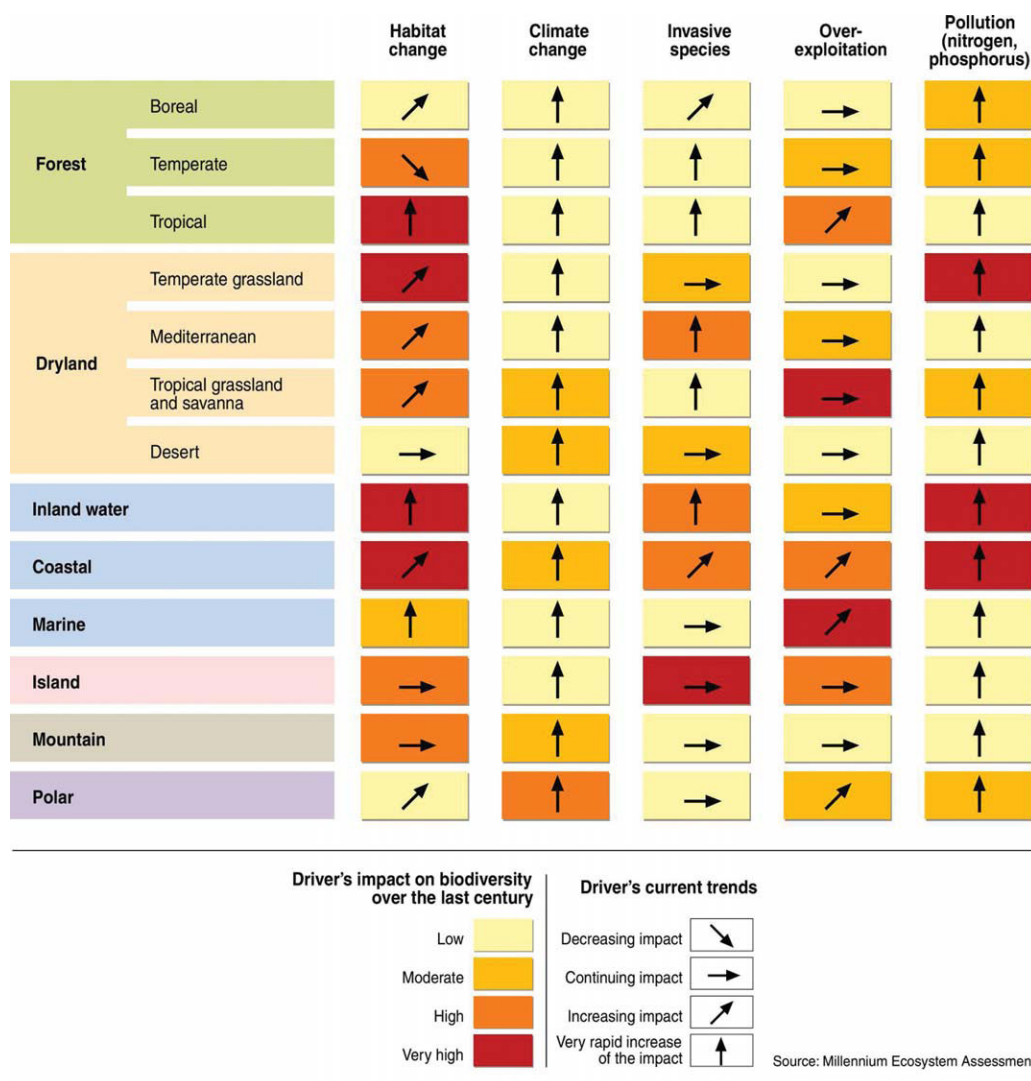 Habitat
change
Climate
change
Invasive
species
Over-
exploitation
Pollution
(nitrogen,
phosphorus)
Boreal
Forest
Temperate
Tropical
Temperate grassland
Mediterranean
Dryland
Tropical grassland
and savanna
Desert
Inland water
Coastal
Marine
Island
Mountain
Polar
Driver's impact on biodiversity
over the last century
Low
Moderate
High
Very high
Driver's current trends
Decreasing impact
Continuing impact
Increasing impact
Very rapid increase
of the impact
Source: Millennium Ecosystem Assessmen